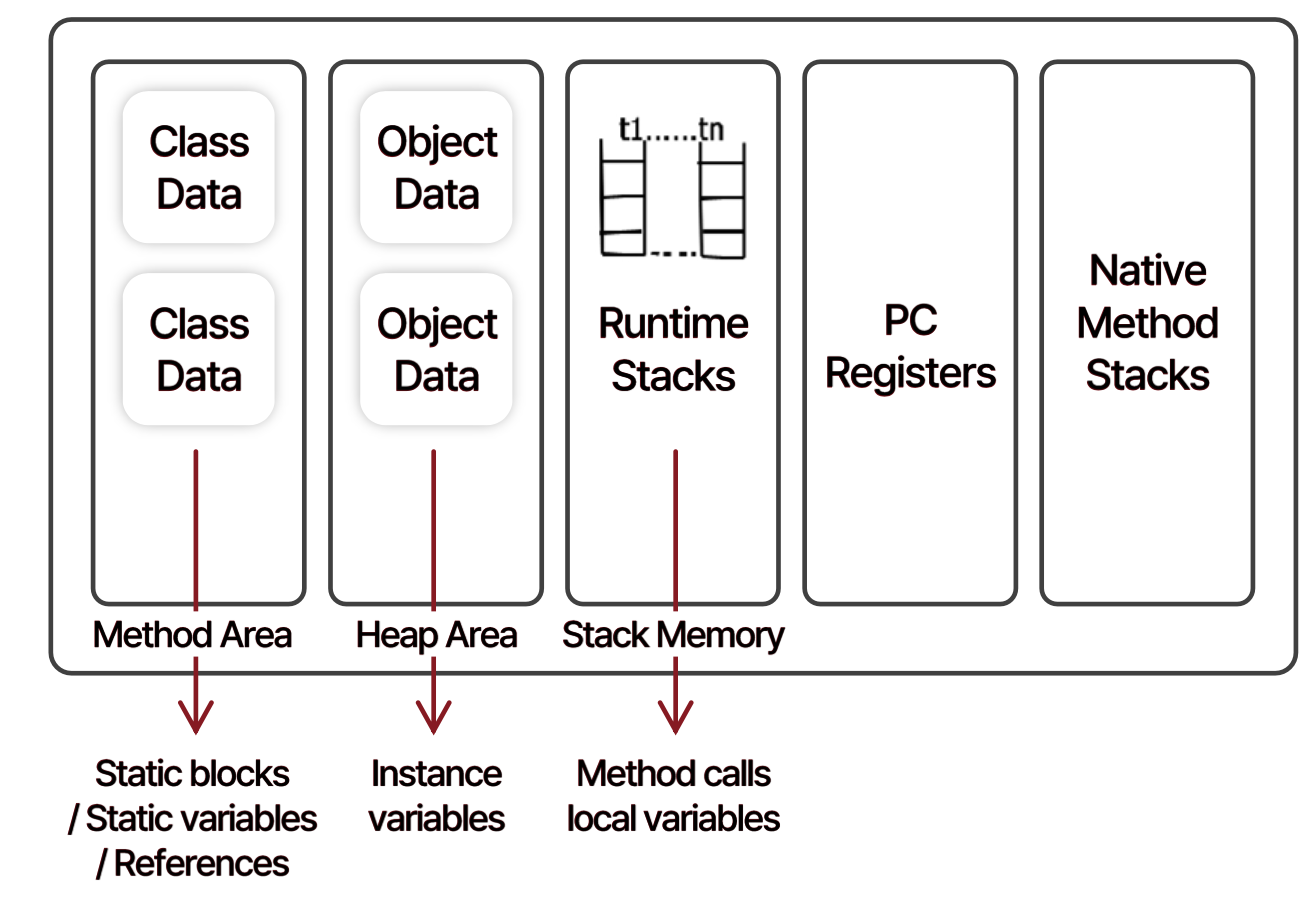 Class
Data
Class
Data
Method Area
Static blocks
/ Static variables
/ References
Object
Data
Object
Data
Heap Area
Instance
variables
t1......tn
Runtime
Stacks
Stack Memory
Method calls
local variables
PC
Registers
Native
Method
Stacks